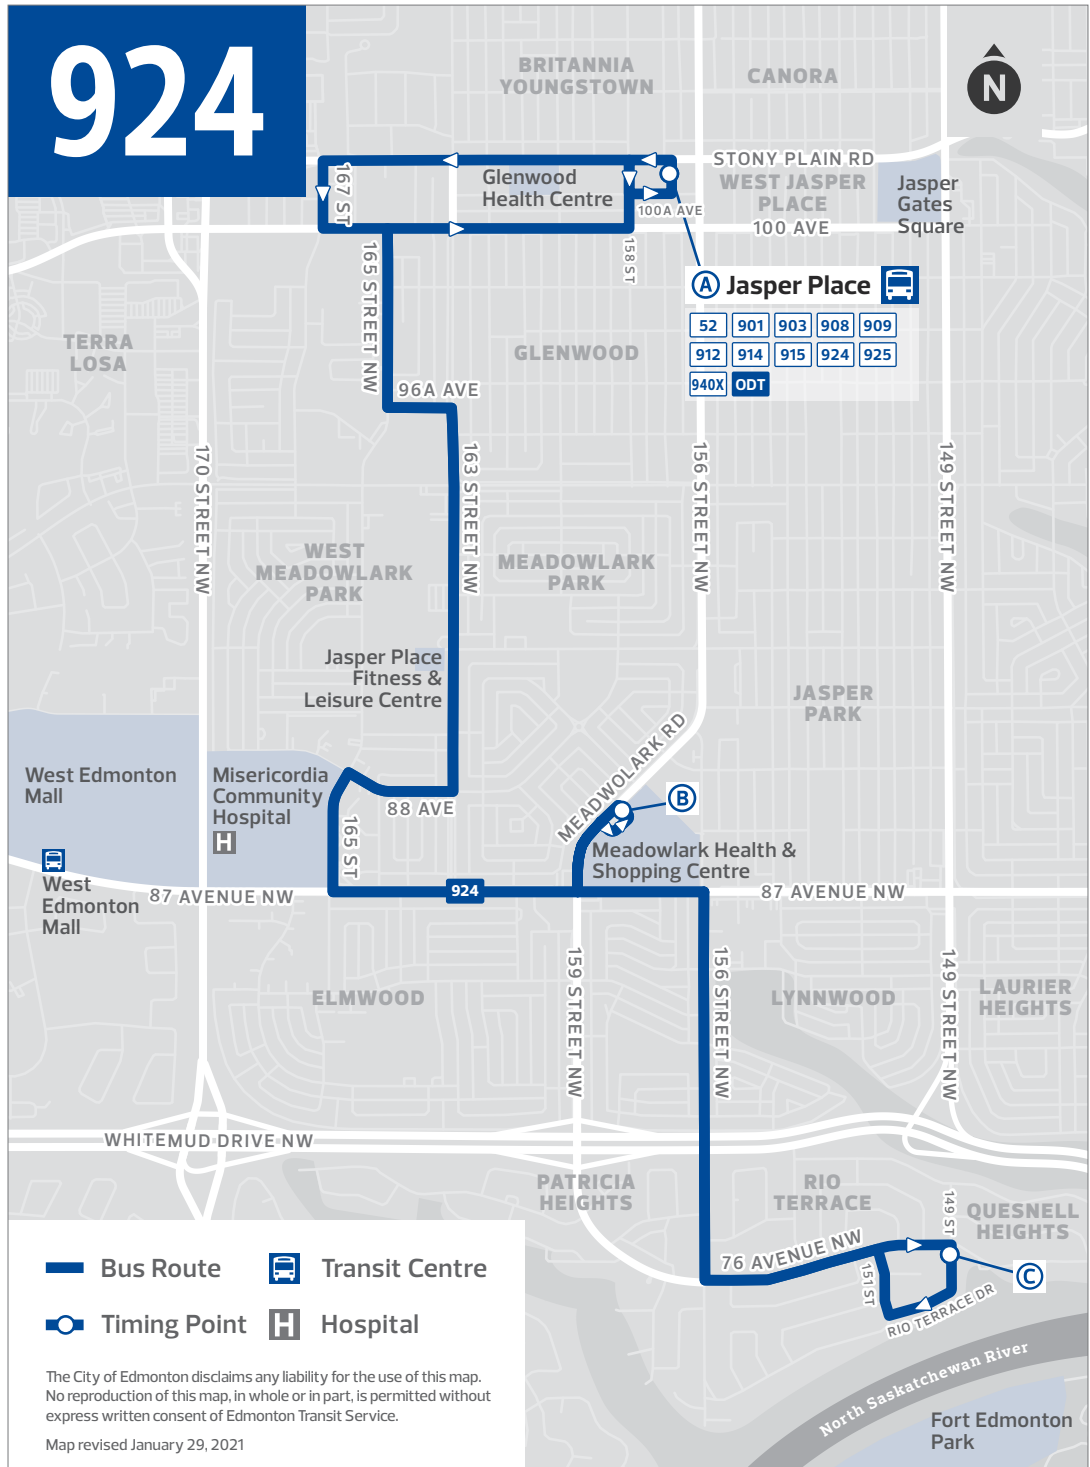 924
BRITANNIA
YOUNGSTOWN
CANORA
N
STONY PLAIN RD
167 ST
Glenwood
Health Centre
WEST JASPER
PLACE
Jasper
Gates
Square
100A AVE
100 AVE
158 ST
165 STREET NW
A Jasper Place
52 901 903 908 909
912 914 915 924 925
940X ODT
TERRA
LOSA
GLENWOOD
96A AVE
170 STREET NW
163 STREET NW
156 STREET NW
149 STREET NW
WEST
MEADOWLARK
PARK
MEADOWLARK
PARK
Jasper Place
Fitness &
Leisure Centre
JASPER
PARK
MEADWOLARK RD
West Edmonton
Mall
Misericordia
Community
Hospital
H
88 AVE
B
165 ST
Meadowlark Health &
Shopping Centre
West
Edmonton
Mall
87 AVENUE NW
924
87 AVENUE NW
159 STREET NW
156 STREET NW
149 STREET NW
ELMWOOD
LYNNWOOD
LAURIER
HEIGHTS
WHITEMUD DRIVE NW
PATRICIA
HEIGHTS
RIO
TERRACE
149 ST
QUESNELL
HEIGHTS
76 AVENUE NW
151 ST
C
RIO TERRACE DR
North Saskatchewan River
Fort Edmonton
Park
Bus Route
Transit Centre
Timing Point
H Hospital
The City of Edmonton disclaims any liability for the use of this map.
No reproduction of this map, in whole or in part, is permitted without
express written consent of Edmonton Transit Service.
Map revised January 29, 2021